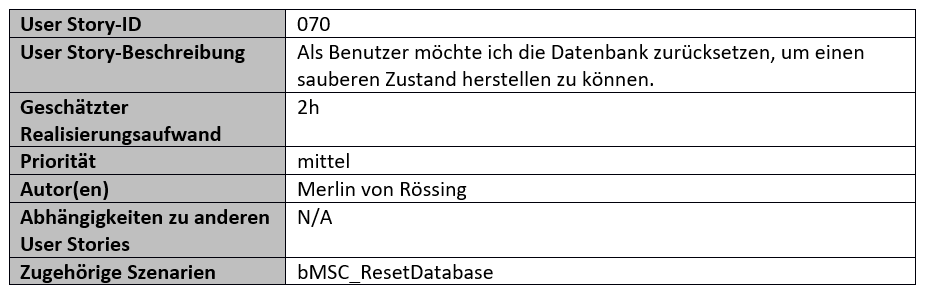 User Story-ID 070
User Story-Beschreibung Als Benutzer möchte ich die Datenbank zurücksetzen, um einen
sauberen Zustand herstellen zu können.
Geschätzter 2h
Realisierungsaufwand
Priorität mittel
Autor(en) Merlin von Rössing
Abhängigkeiten zu anderen N/A
User Stories
Zugehörige Szenarien bMSC_ResetDatabase